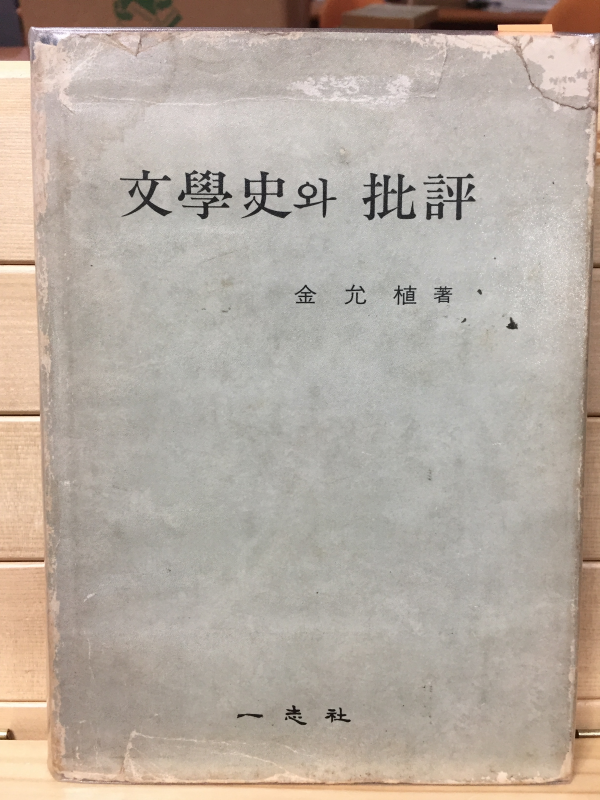 文學史와 批評
金允植 著
一志社